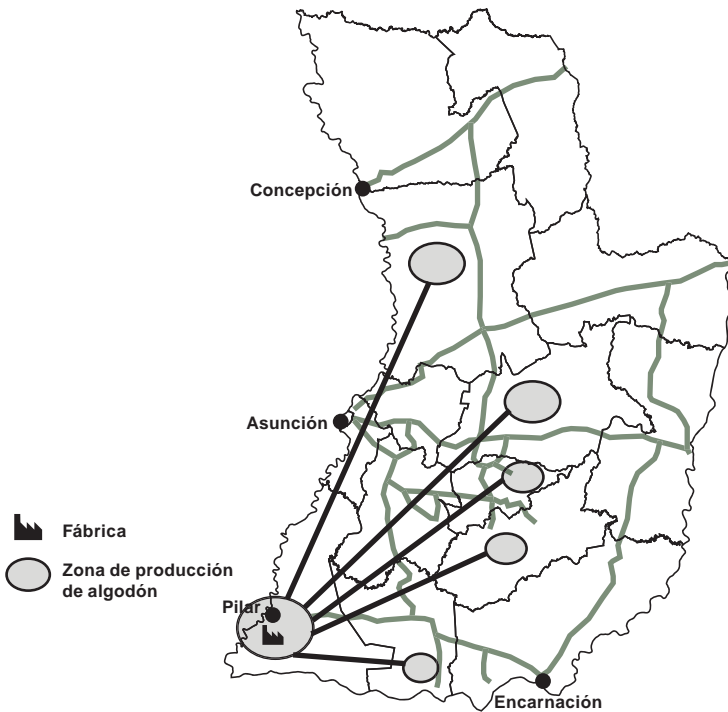 Concepción
Asunción
Fábrica
Zona de producción
de algodón
Pilar
Encarnación